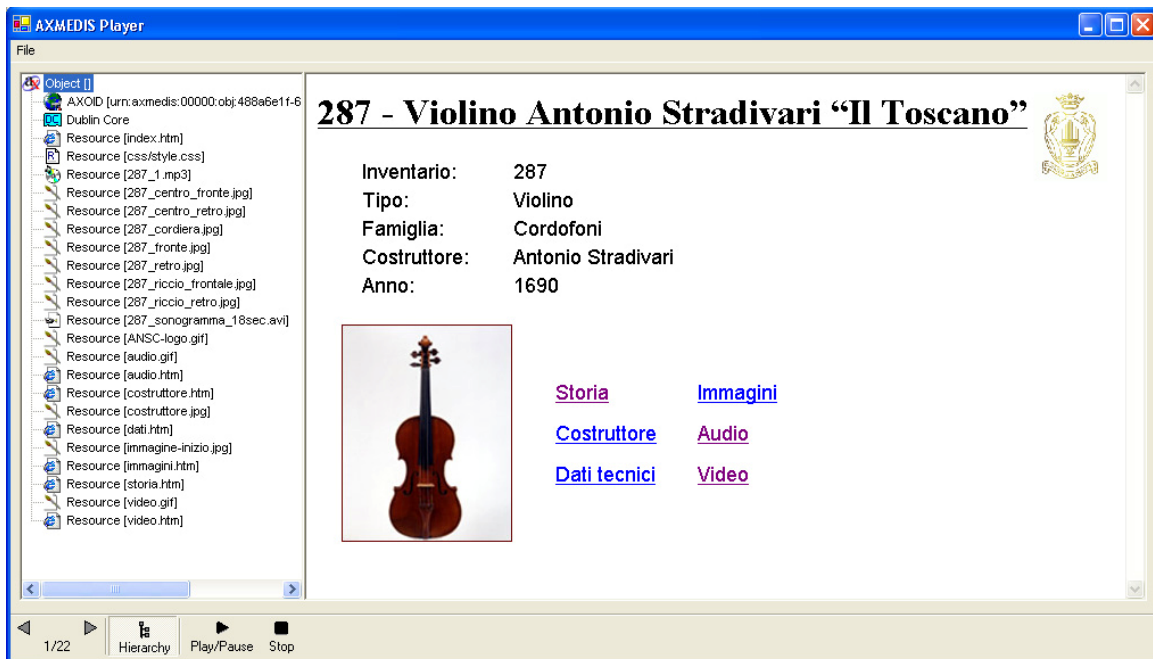 AXMEDIS Player
File
Object []
AXOID [urn:axmedis:00000:obj:488a6e1f-6
DC Dublin Core
Resource [index.htm]
Resource [css/style.css]
Resource [287_1.mp3]
Resource [287_centro_fronte.jpg]
Resource [287_centro_retro.jpg]
Resource [287_cordiera.jpg]
Resource [287_fronte.jpg]
Resource [287_retro.jpg]
Resource [287_riccio_frontale.jpg]
Resource [287_riccio_retro.jpg]
Resource [287_sonogramma_18sec.avi]
Resource [ANSC-logo.gif]
Resource [audio.gif]
Resource [audio.htm]
Resource [costruttore.htm]
Resource [costruttore.jpg]
Resource [dati.htm]
Resource [immagine-inizio.jpg]
Resource [immagini.htm]
Resource [storia.htm]
Resource [video.gif]
Resource [video.htm]
287 - Violino Antonio Stradivari “Il Toscano”
Inventario: 287
Tipo: Violino
Famiglia: Cordofoni
Costruttore: Antonio Stradivari
Anno: 1690
Storia Immagini
Costruttore Audio
Dati tecnici Video
1/22 Hierarchy Play/Pause Stop